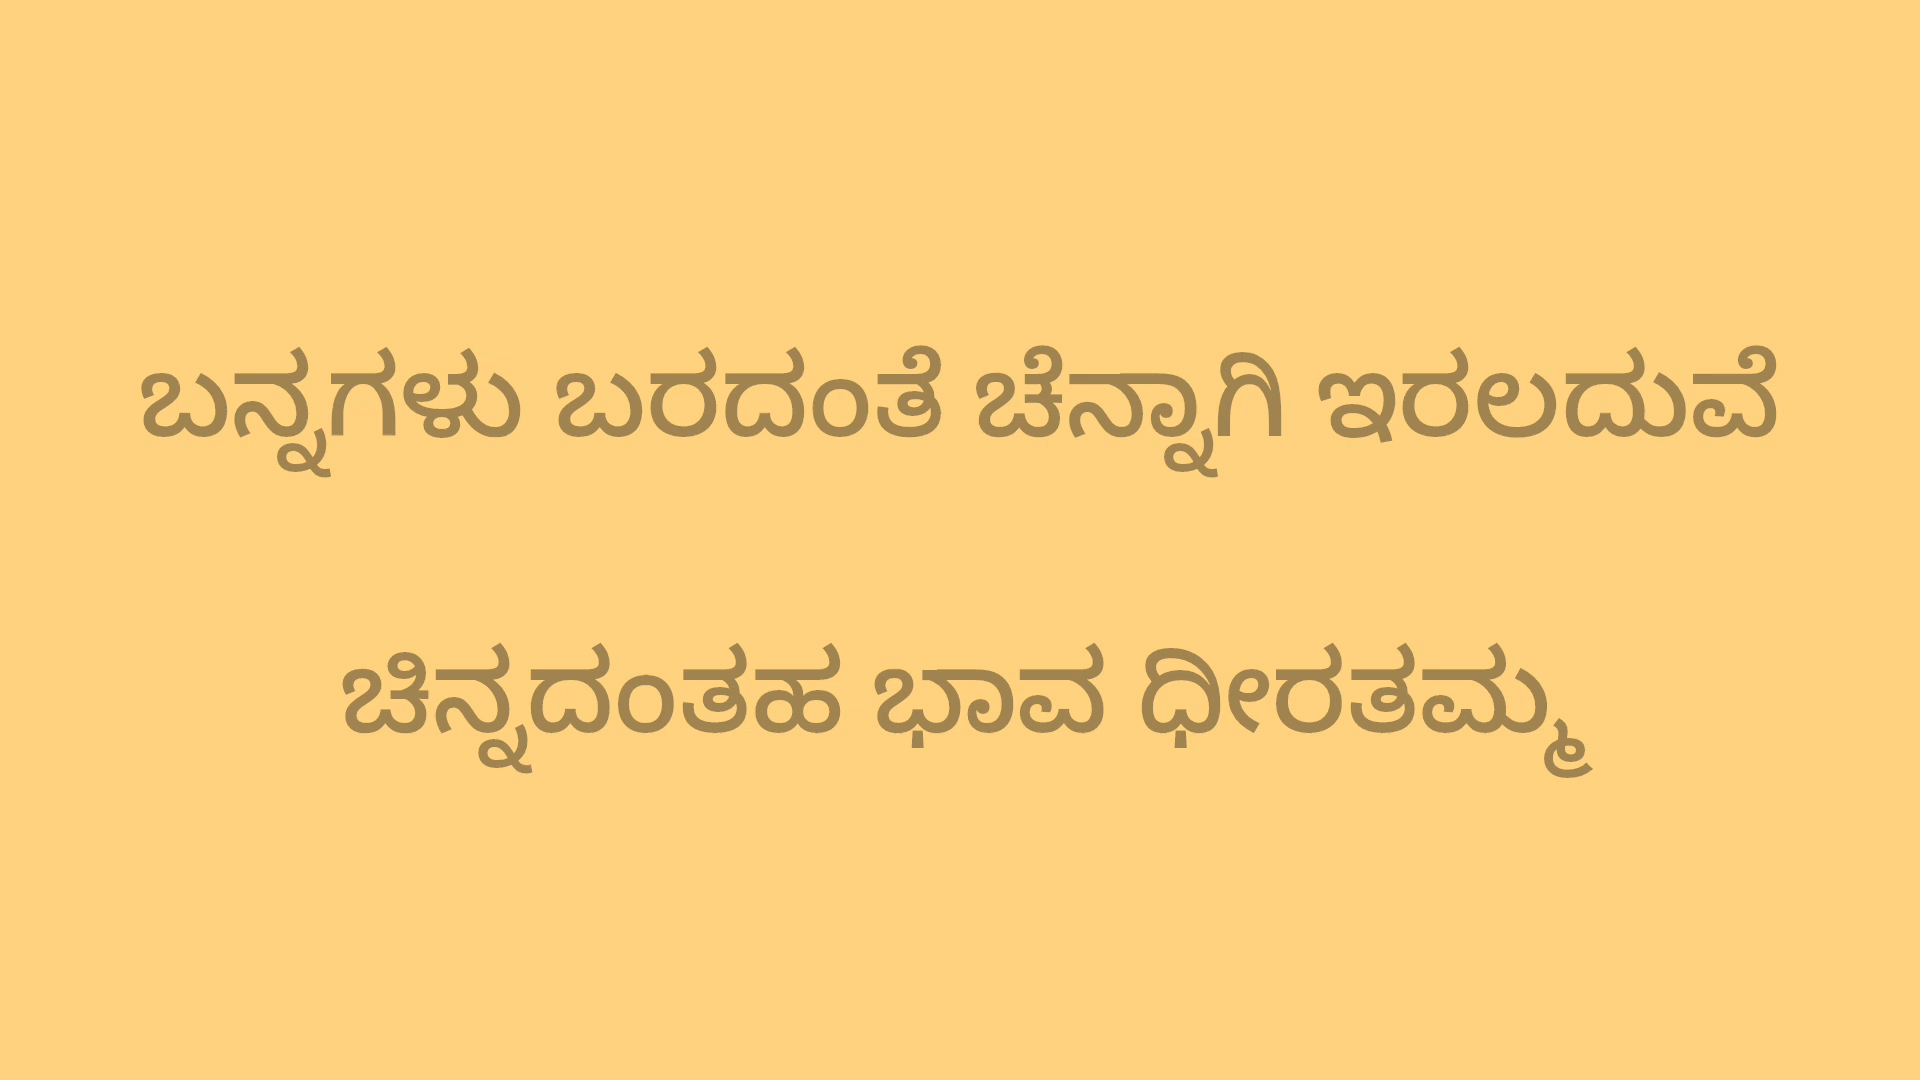 ಬನ್ನಗಳು ಬರದಂತೆ ಚೆನ್ನಾಗಿ ಇರಲದುವೆ
ಚಿನ್ನದಂತಹ ಭಾವ ಧೀರತಮ್ಮ